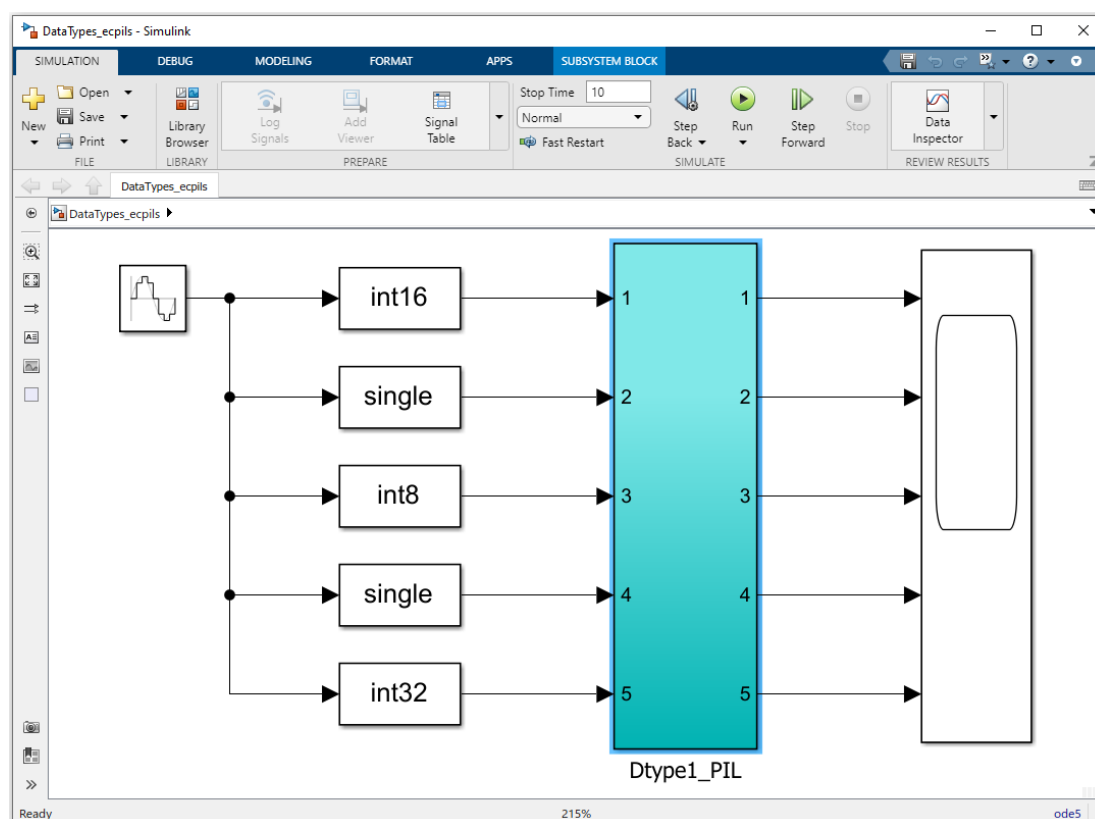 DataTypes_ecpils - Simulink
SIMULATION DEBUG MODELING FORMAT APPS SUBSYSTEM BLOCK
New
Open
Save
Print
FILE
Library
Browser
LIBRARY
Log
Signals
Add
Viewer
Signal
Table
PREPARE
Stop Time 10
Normal
Fast Restart
Step
Back
Run
Step
Forward
Stop
SIMULATE
Data
Inspector
REVIEW RESULTS
DataTypes_ecpils
DataTypes_ecpils
int16 1 1
single 2 2
int8 3 3
single 4 4
int32 5 5
Dtype1_PIL
Ready 215% ode5